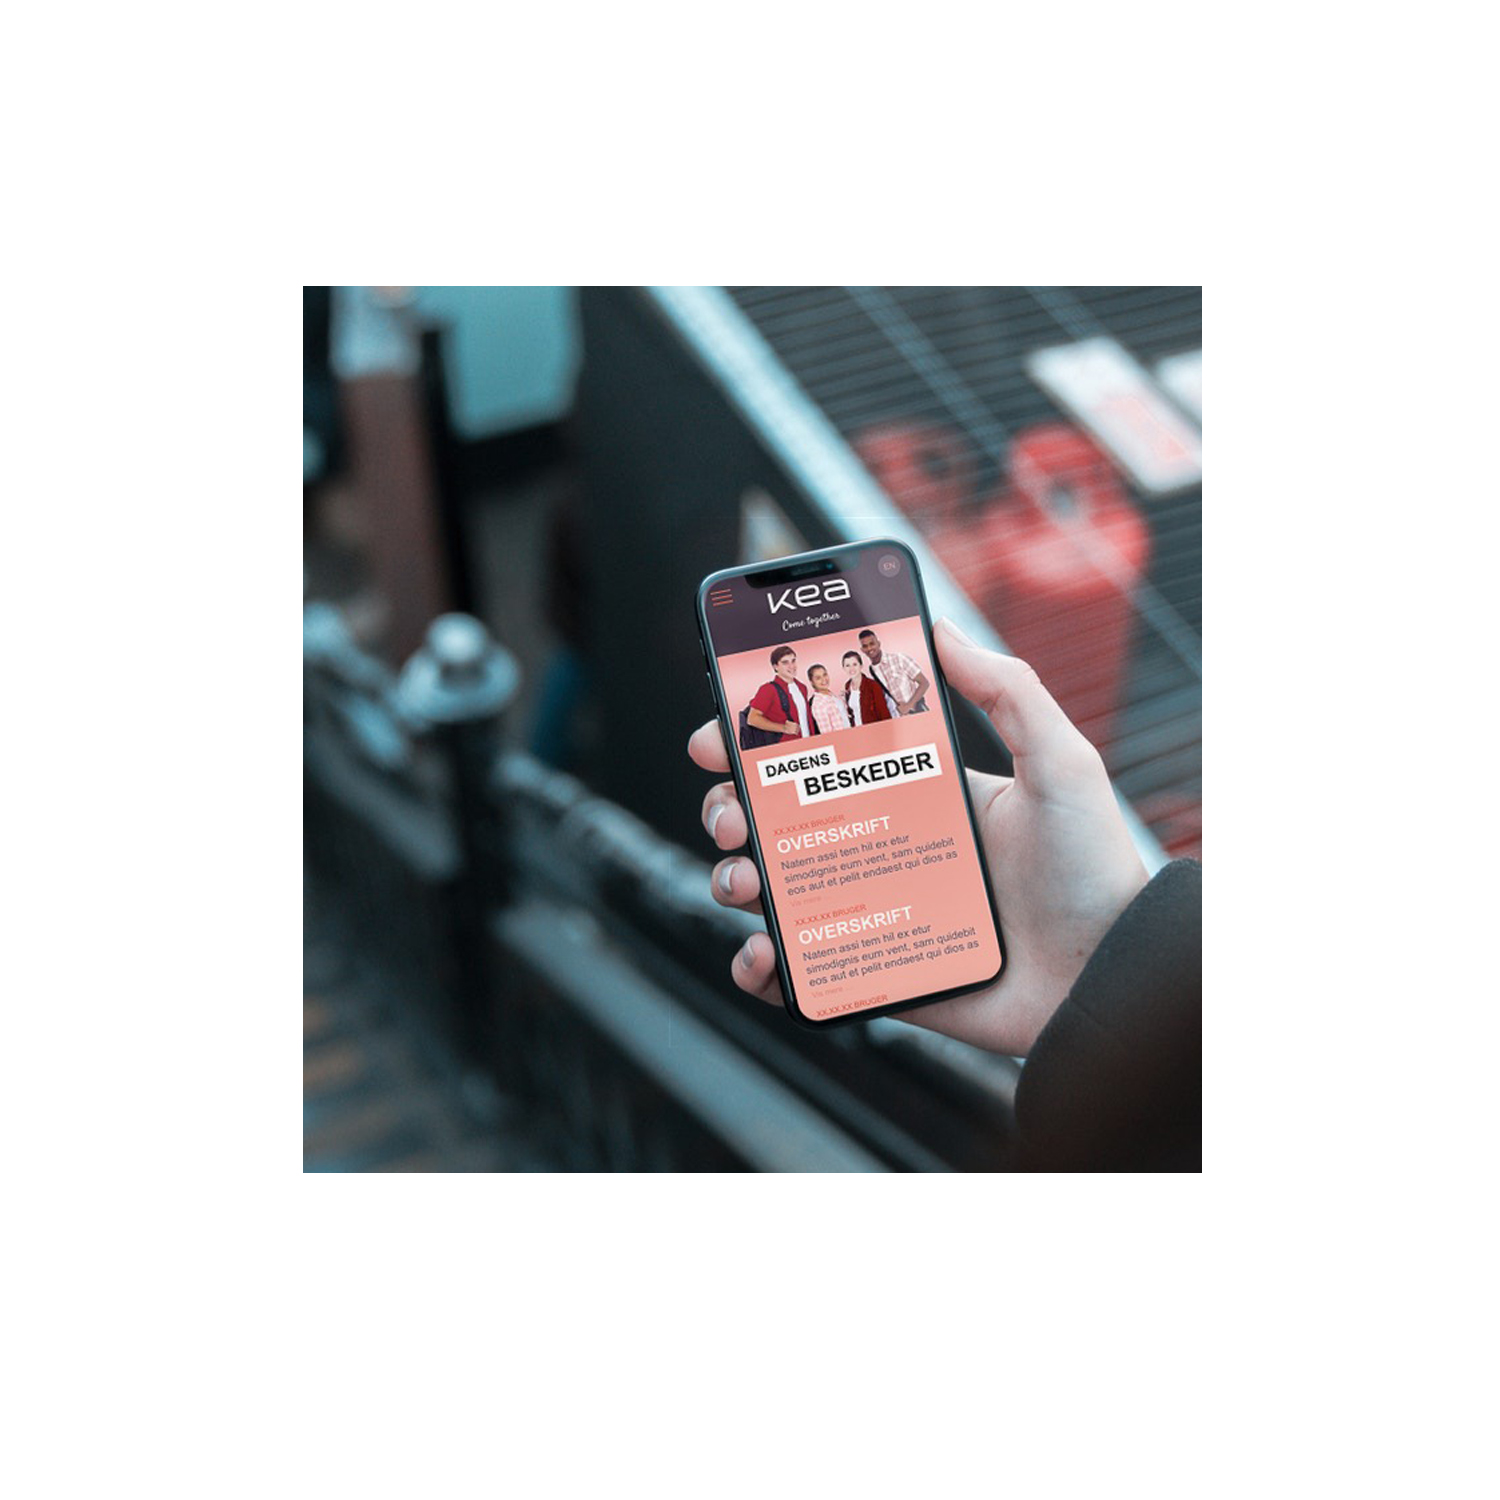 EN
kea
Come together
DAGENS
BESKEDER
XX.XX.XX BRUGER
OVERSKRIFT
Natem assi tem hil ex etur
simodignis eum vent, sam quidebit
eos aut et pelit endaest qui dios as
Vis mere...
XX.XX.XX BRUGER
OVERSKRIFT
Natem assi tem hil ex etur
simodignis eum vent, sam quidebit
eos aut et pelit endaest qui dios as
Vis mere...
XX.XX.XX BRUGER